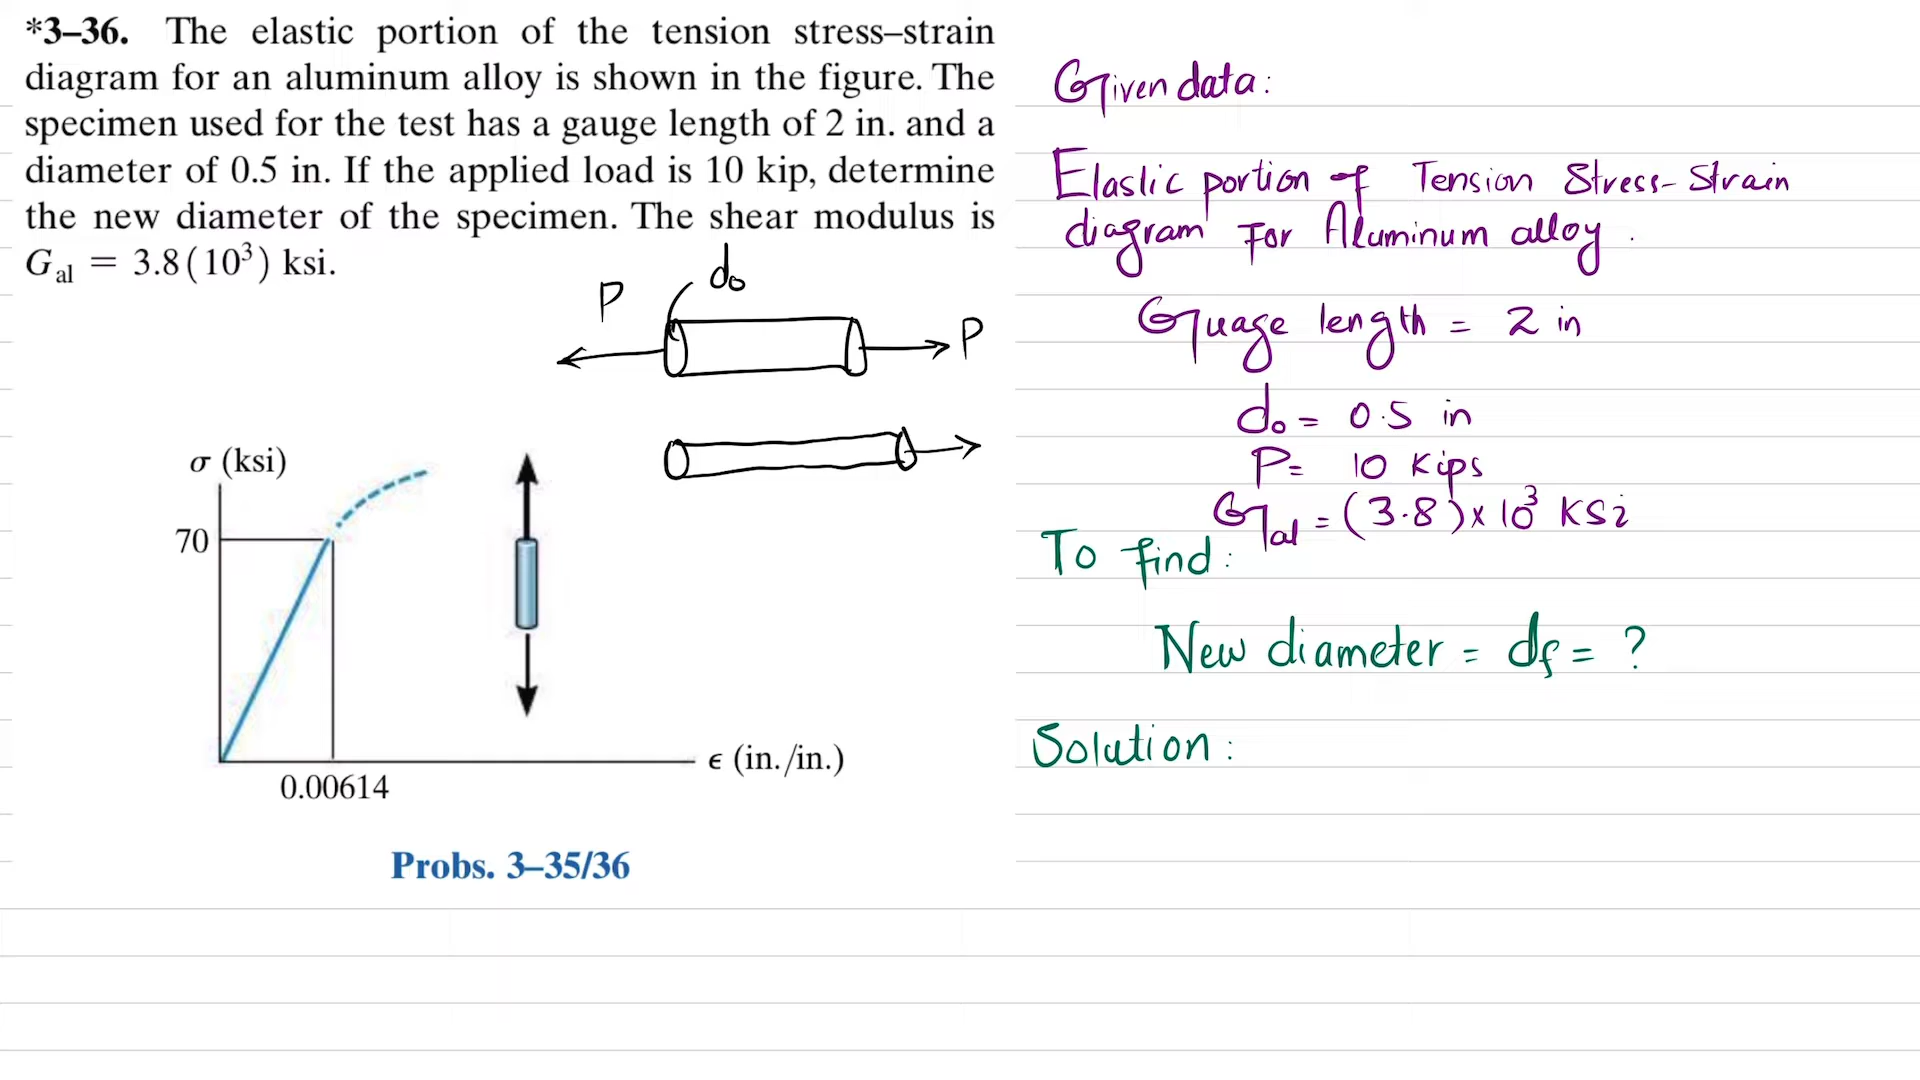 *3–36. The elastic portion of the tension stress–strain
diagram for an aluminum alloy is shown in the figure. The
specimen used for the test has a gauge length of 2 in. and a
diameter of 0.5 in. If the applied load is 10 kip, determine
the new diameter of the specimen. The shear modulus is
G_al = 3.8(10³) ksi.
d₀
P
P
σ (ksi)
70
0.00614
ϵ (in./in.)
Probs. 3–35/36
Given data:
Elastic portion of Tension Stress-Strain
diagram For Aluminum alloy.
Guage length = 2 in
d₀ = 0.5 in
P = 10 Kips
G_al = (3.8) x 10³ KSi
To find:
New diameter = d_f = ?
Solution: